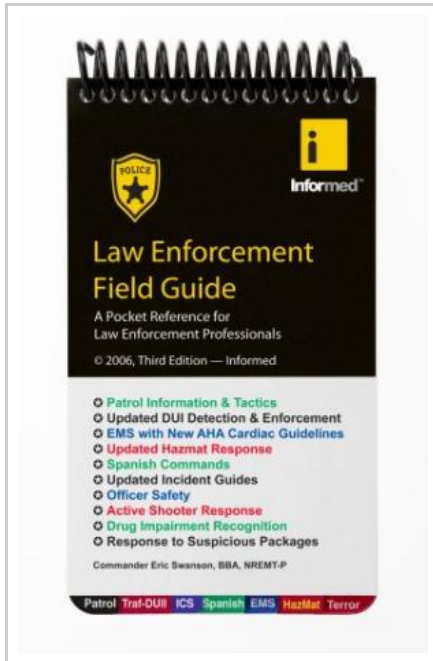 POLICE
i
Informed™
Law Enforcement
Field Guide
A Pocket Reference for
Law Enforcement Professionals
© 2006, Third Edition — Informed
✪ Patrol Information & Tactics
✪ Updated DUI Detection & Enforcement
✪ EMS with New AHA Cardiac Guidelines
✪ Updated Hazmat Response
✪ Spanish Commands
✪ Updated Incident Guides
✪ Officer Safety
✪ Active Shooter Response
✪ Drug Impairment Recognition
✪ Response to Suspicious Packages
Commander Eric Swanson, BBA, NREMT-P
Patrol Traf-DUII ICS Spanish EMS HazMat Terror